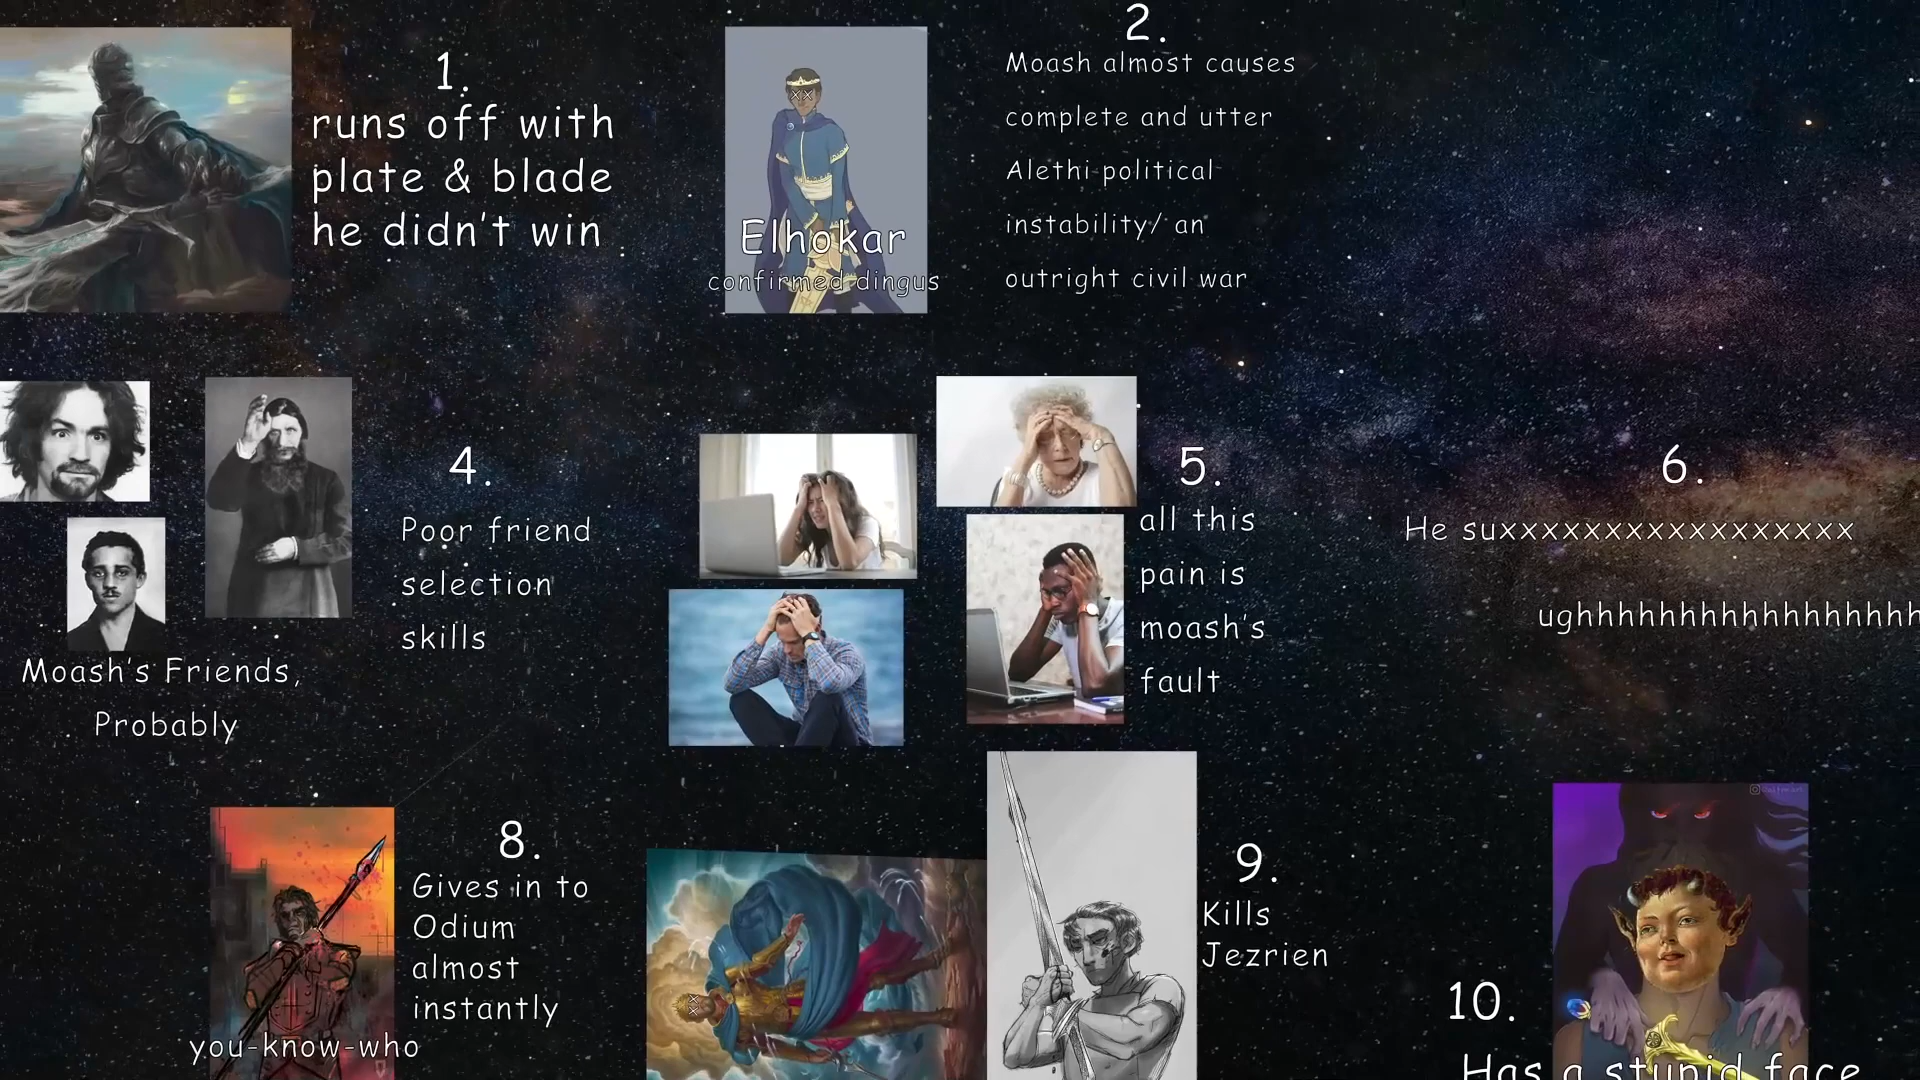 1.
runs off with
plate & blade
he didn't win
Elhokar
confirmed dingus
2.
Moash almost causes
complete and utter
Alethi political
instability/ an
outright civil war
Moash's Friends,
Probably
4.
Poor friend
selection
skills
5.
all this
pain is
moash's
fault
6.
He suxxxxxxxxxxxxxxxxx
ughhhhhhhhhhhhhhhhh
you-know-who
8.
Gives in to
Odium
almost
instantly
9.
Kills
Jezrien
10.
Has a stupid face